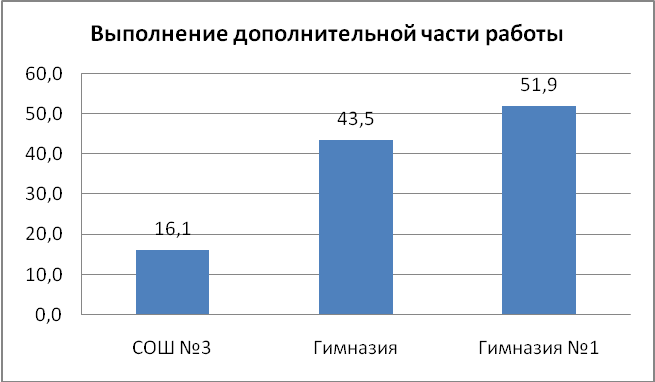 Выполнение дополнительной части работы
60,0
50,0
40,0
30,0
20,0
10,0
0,0
16,1
43,5
51,9
СОШ №3
Гимназия
Гимназия №1